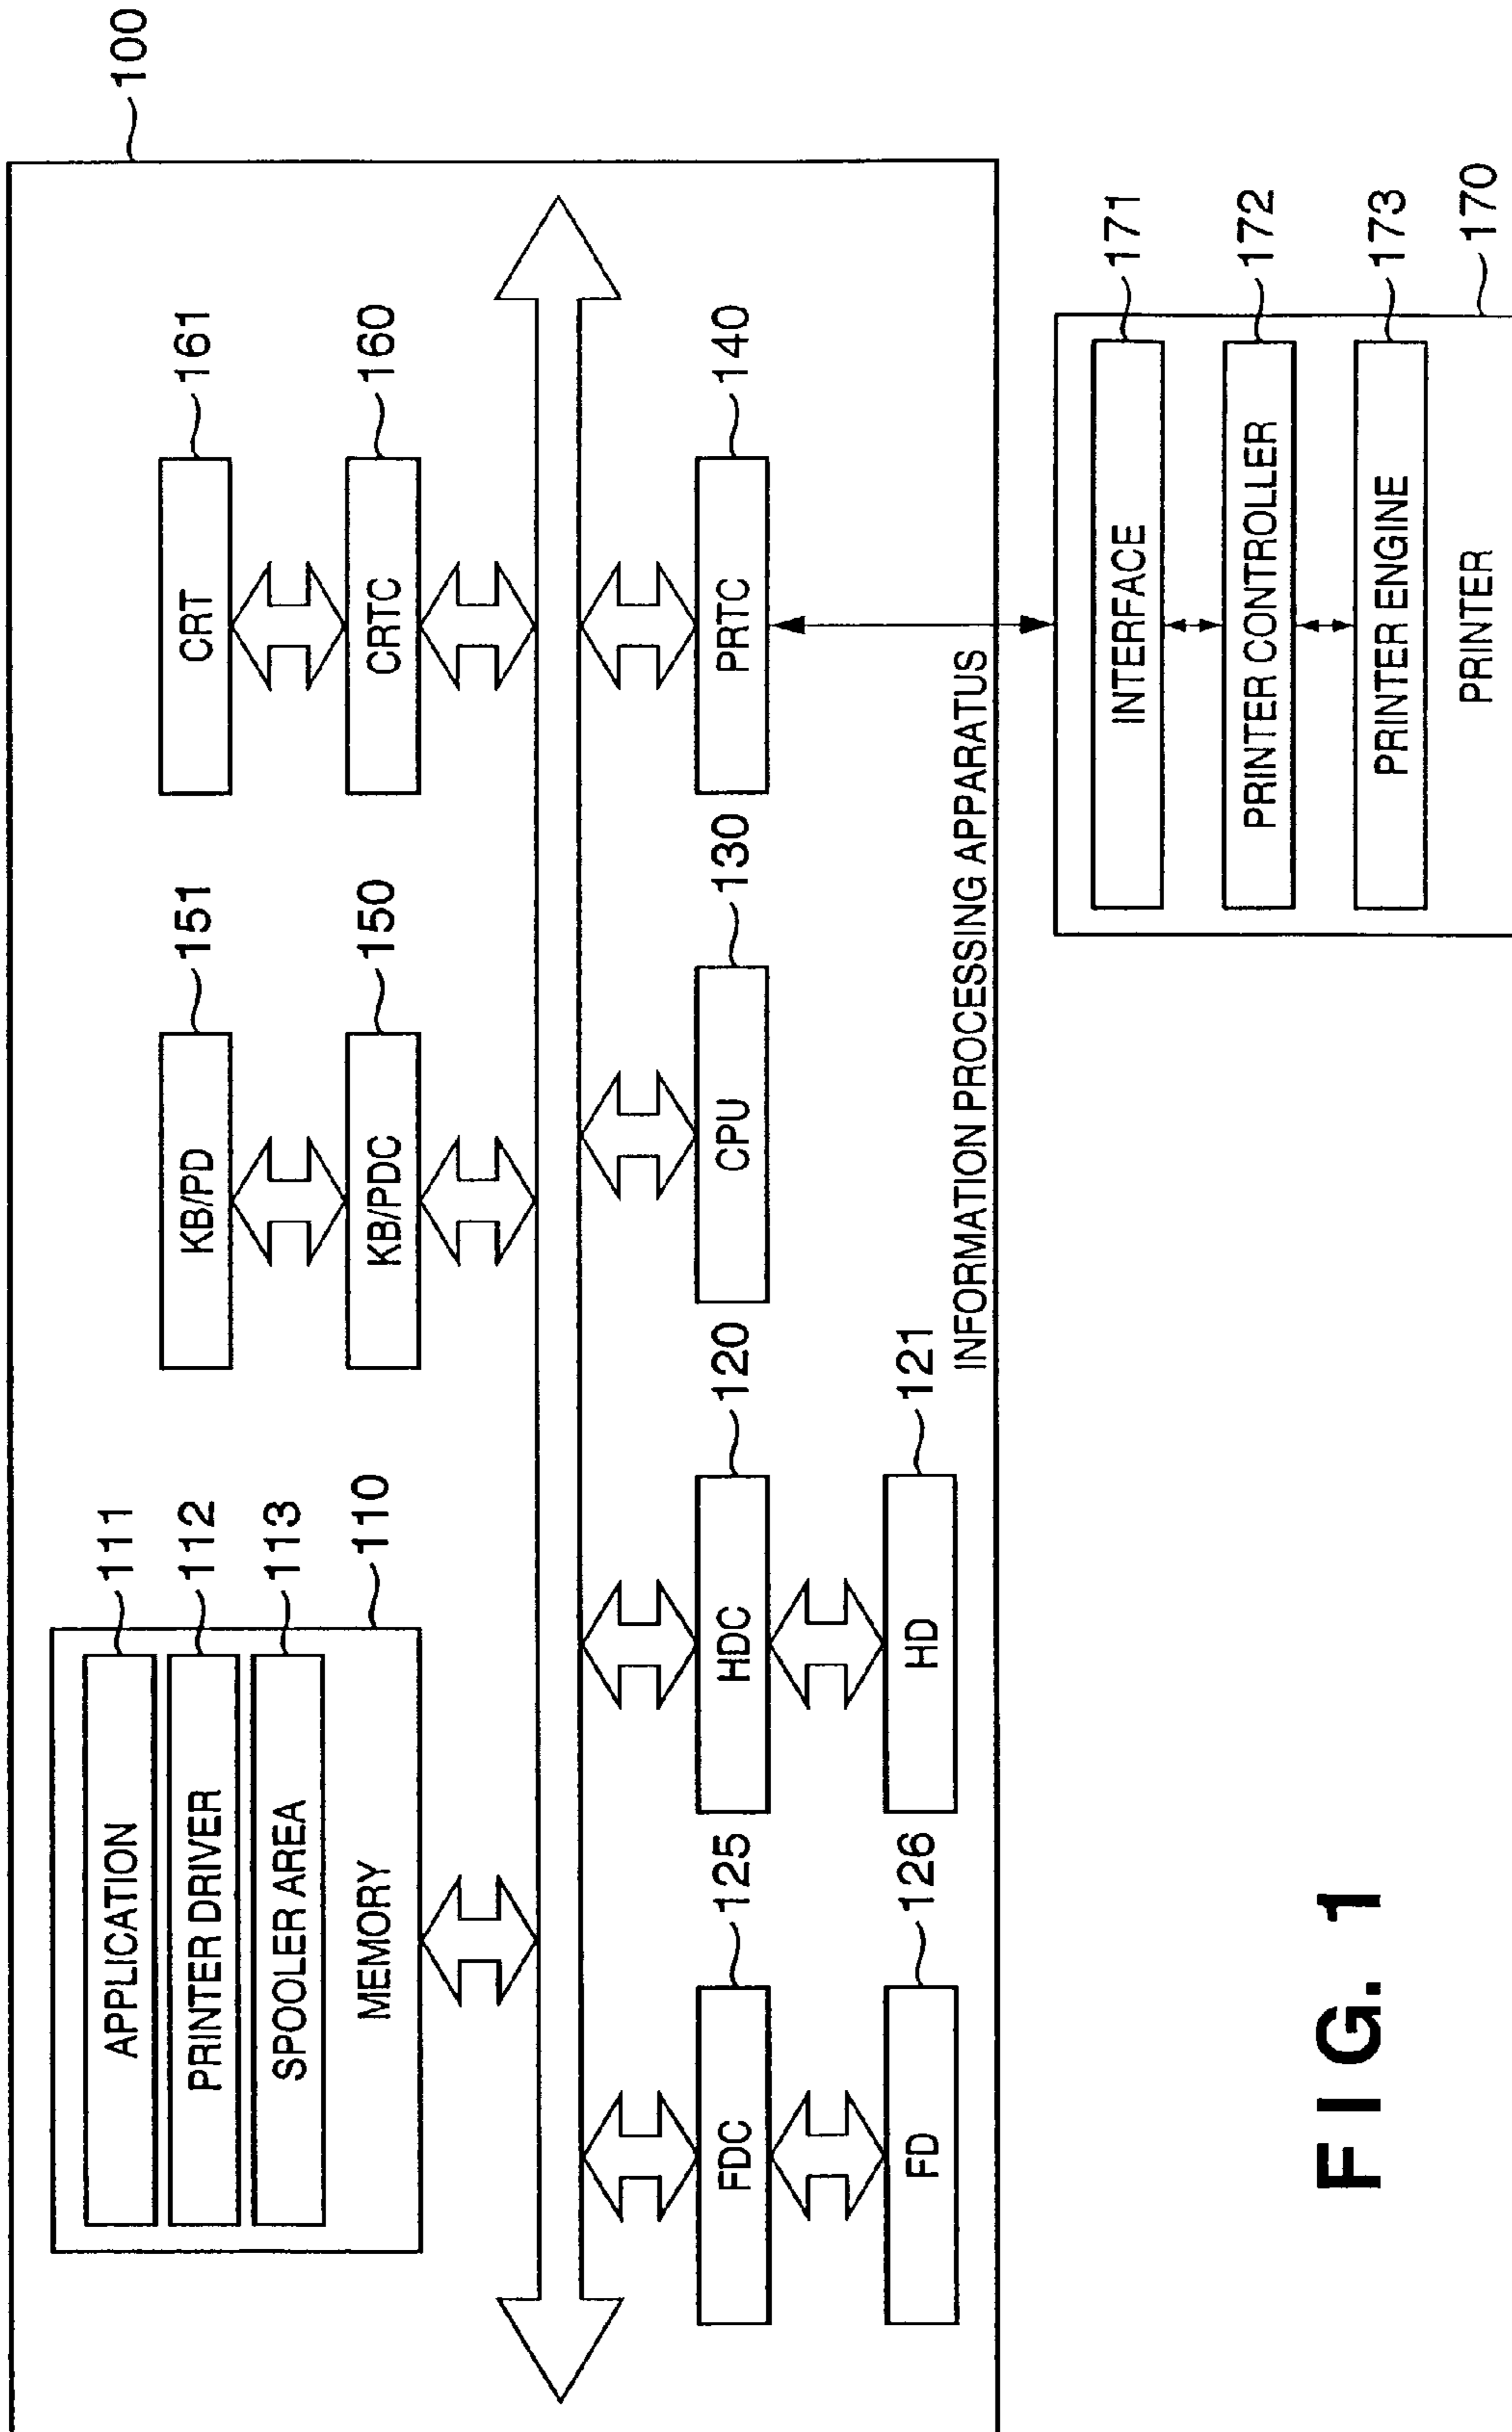 100
APPLICATION
111
PRINTER DRIVER
112
SPOOLER AREA
113
MEMORY
110
KB/PD
151
KB/PDC
150
CRT
161
CRTC
160
FDC
125
FD
126
HDC
120
HD
121
CPU
130
PRTC
140
INFORMATION PROCESSING APPARATUS
INTERFACE
171
PRINTER CONTROLLER
172
PRINTER ENGINE
173
PRINTER
170
FIG. 1